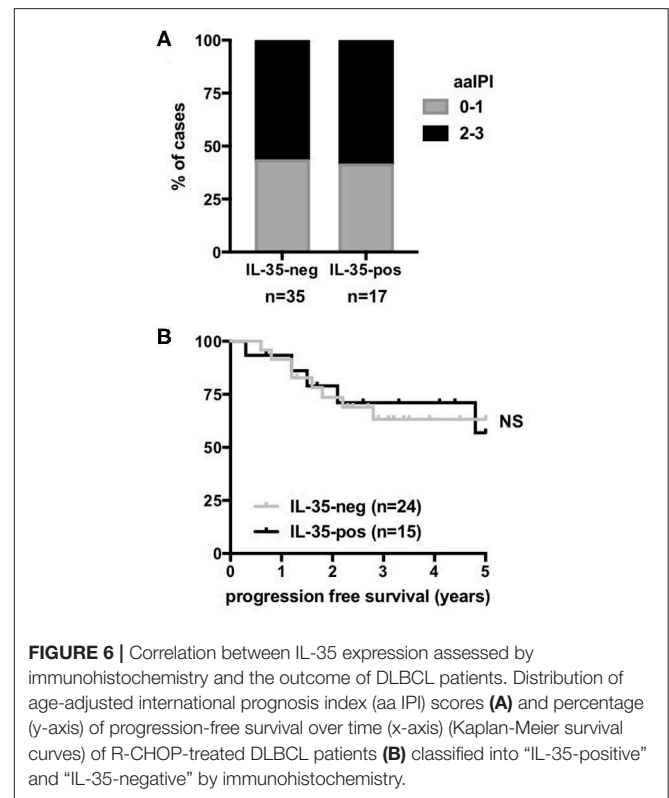 A
100
75
50
25
0
% of cases
aaIPI
0-1
2-3
IL-35-neg IL-35-pos
n=35 n=17
B
100
75
50
25
0
NS
IL-35-neg (n=24)
IL-35-pos (n=15)
0 1 2 3 4 5
progression free survival (years)
FIGURE 6 | Correlation between IL-35 expression assessed by
immunohistochemistry and the outcome of DLBCL patients. Distribution of
age-adjusted international prognosis index (aa IPI) scores (A) and percentage
(y-axis) of progression-free survival over time (x-axis) (Kaplan-Meier survival
curves) of R-CHOP-treated DLBCL patients (B) classified into “IL-35-positive”
and “IL-35-negative” by immunohistochemistry.